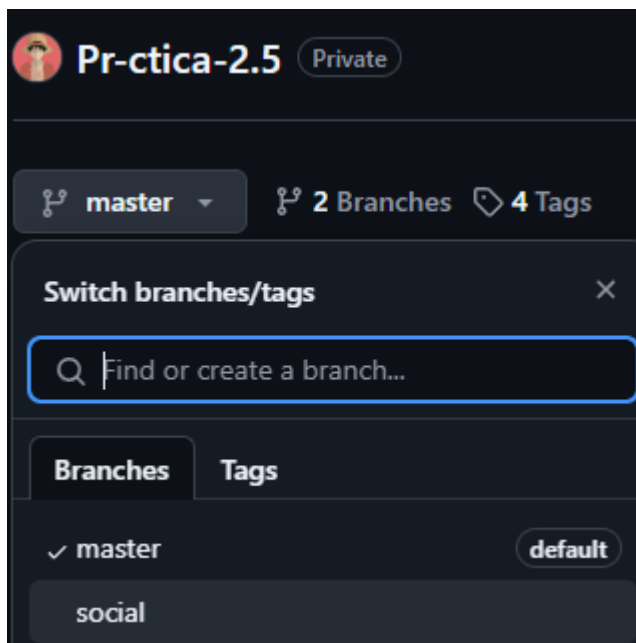 Pr-ctica-2.5 Private
master 2 Branches 4 Tags
Switch branches/tags
Find or create a branch...
Branches Tags
master default
social